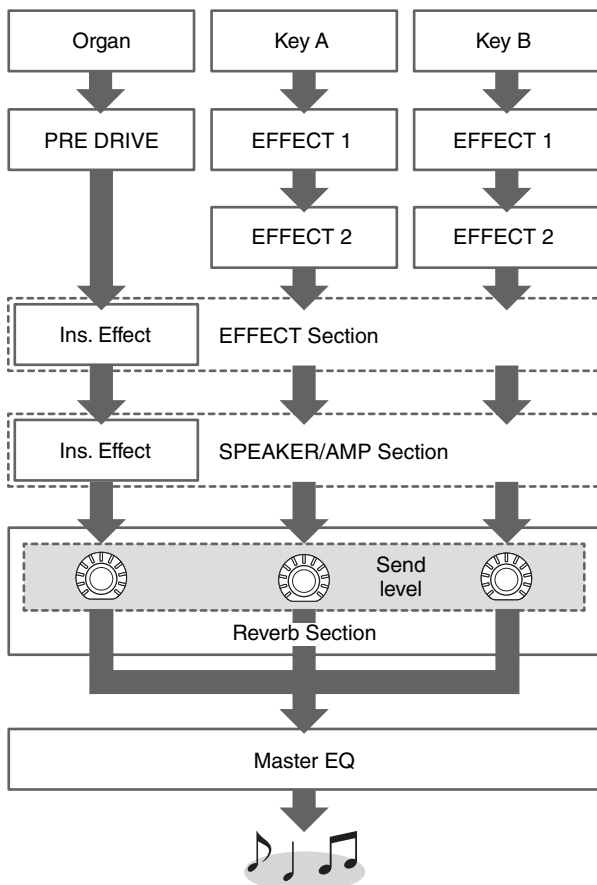 Organ
Key A
Key B
PRE DRIVE
EFFECT 1
EFFECT 1
EFFECT 2
EFFECT 2
Ins. Effect
EFFECT Section
Ins. Effect
SPEAKER/AMP Section
Send
level
Reverb Section
Master EQ